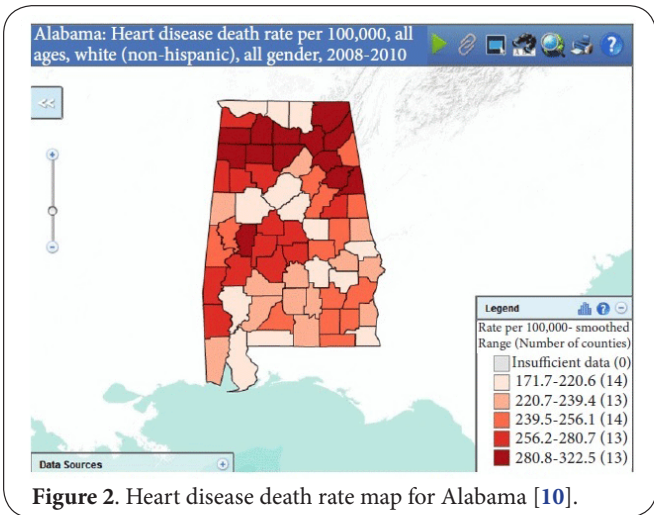 Alabama: Heart disease death rate per 100,000, all
ages, white (non-hispanic), all gender, 2008-2010
?
<<
+
−
Legend
? −
Rate per 100,000- smoothed
Range (Number of counties)
Insufficient data (0)
171.7-220.6 (14)
220.7-239.4 (13)
239.5-256.1 (14)
256.2-280.7 (13)
280.8-322.5 (13)
Data Sources +
Figure 2. Heart disease death rate map for Alabama [10].